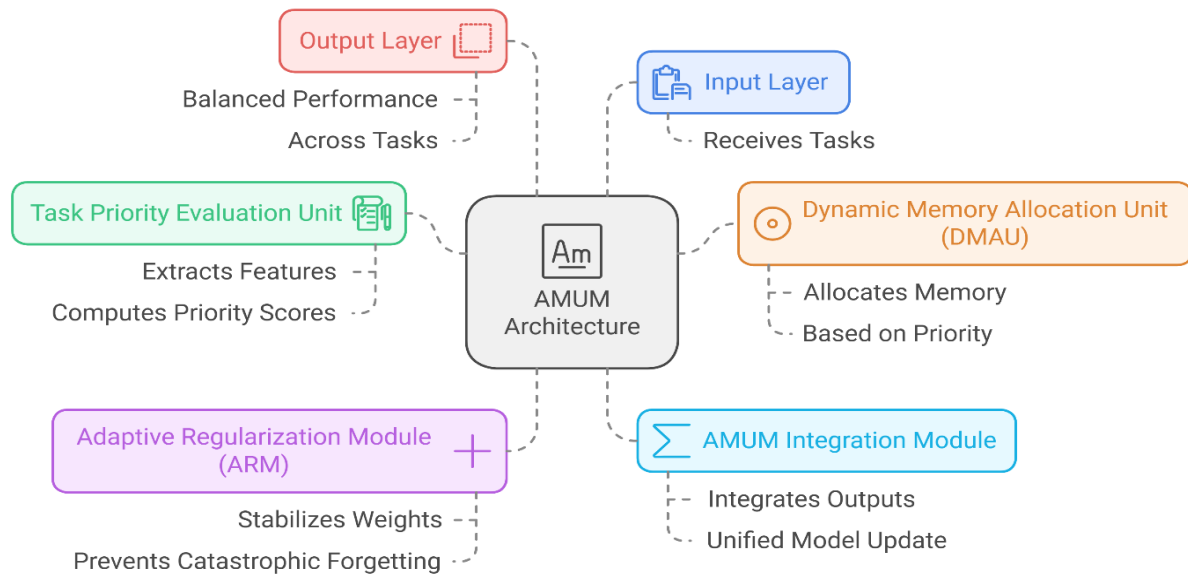 Output Layer
Balanced Performance
Across Tasks
Input Layer
Receives Tasks
Task Priority Evaluation Unit
Extracts Features
Computes Priority Scores
Am
AMUM
Architecture
Dynamic Memory Allocation Unit
(DMAU)
Allocates Memory
Based on Priority
Adaptive Regularization Module
(ARM)
Stabilizes Weights
Prevents Catastrophic Forgetting
AMUM Integration Module
Integrates Outputs
Unified Model Update